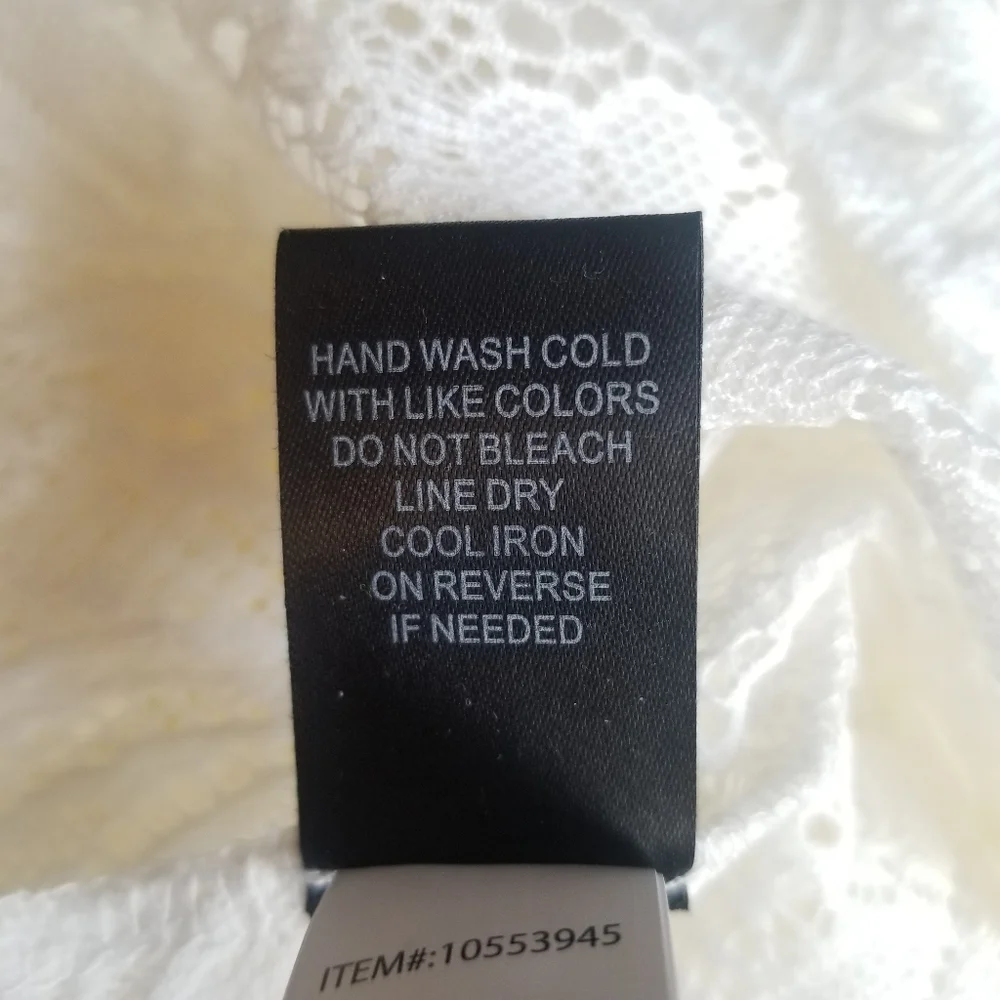 HAND WASH COLD
WITH LIKE COLORS
DO NOT BLEACH
LINE DRY
COOL IRON
ON REVERSE
IF NEEDED
ITEM#:10553945